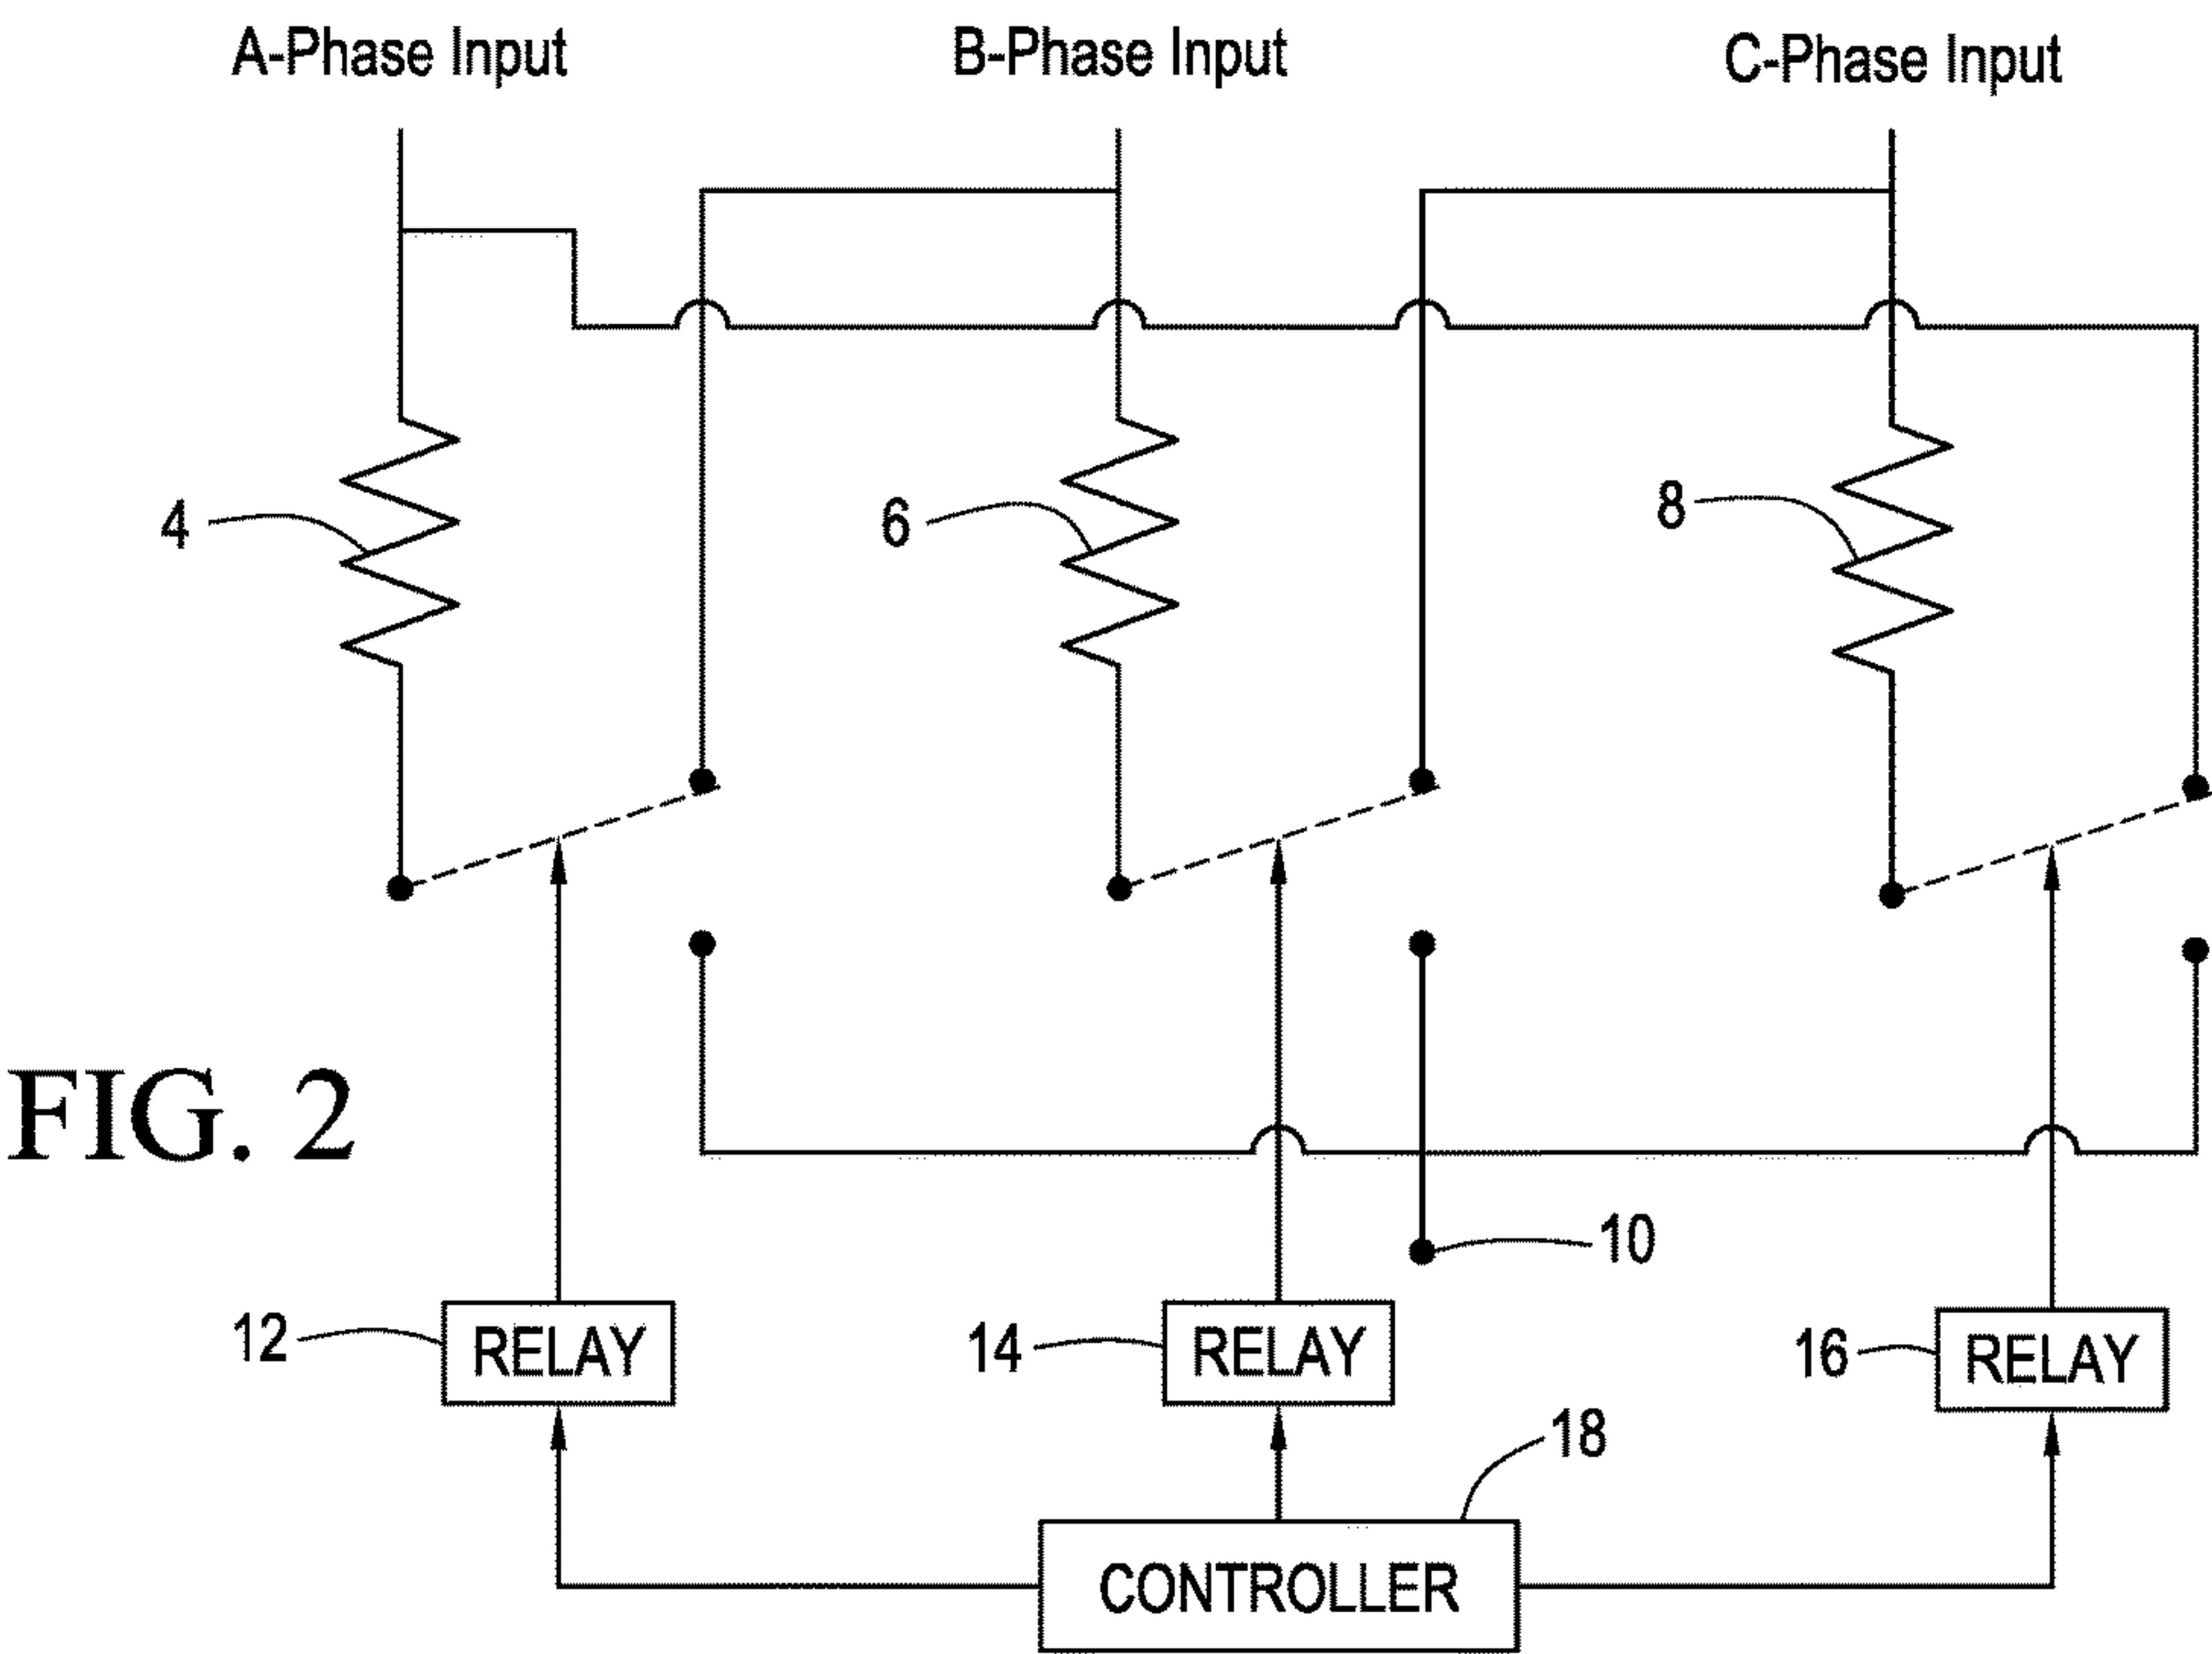 A-Phase Input
B-Phase Input
C-Phase Input
4
6
8
FIG. 2
10
12
RELAY
14
RELAY
16
RELAY
18
CONTROLLER